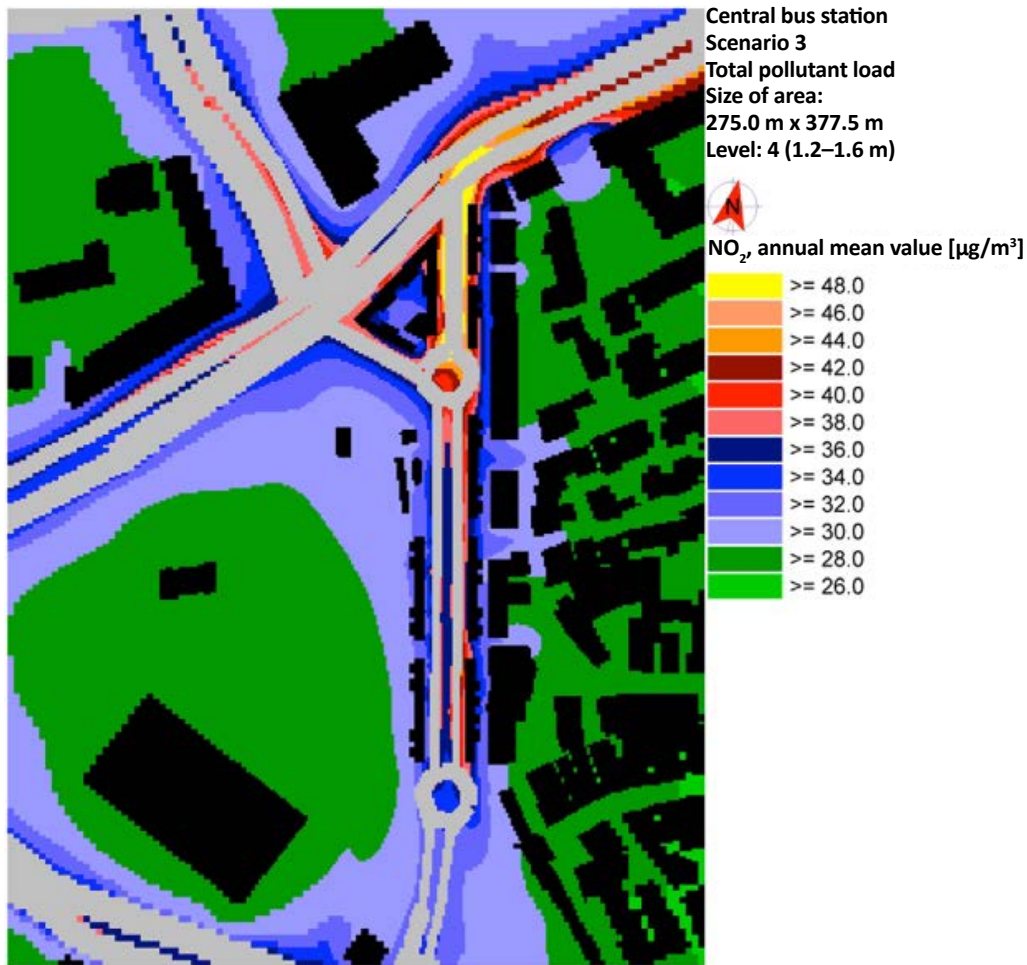 Central bus station
Scenario 3
Total pollutant load
Size of area:
275.0 m x 377.5 m
Level: 4 (1.2–1.6 m)
N
NO₂, annual mean value [µg/m³]
>= 48.0
>= 46.0
>= 44.0
>= 42.0
>= 40.0
>= 38.0
>= 36.0
>= 34.0
>= 32.0
>= 30.0
>= 28.0
>= 26.0